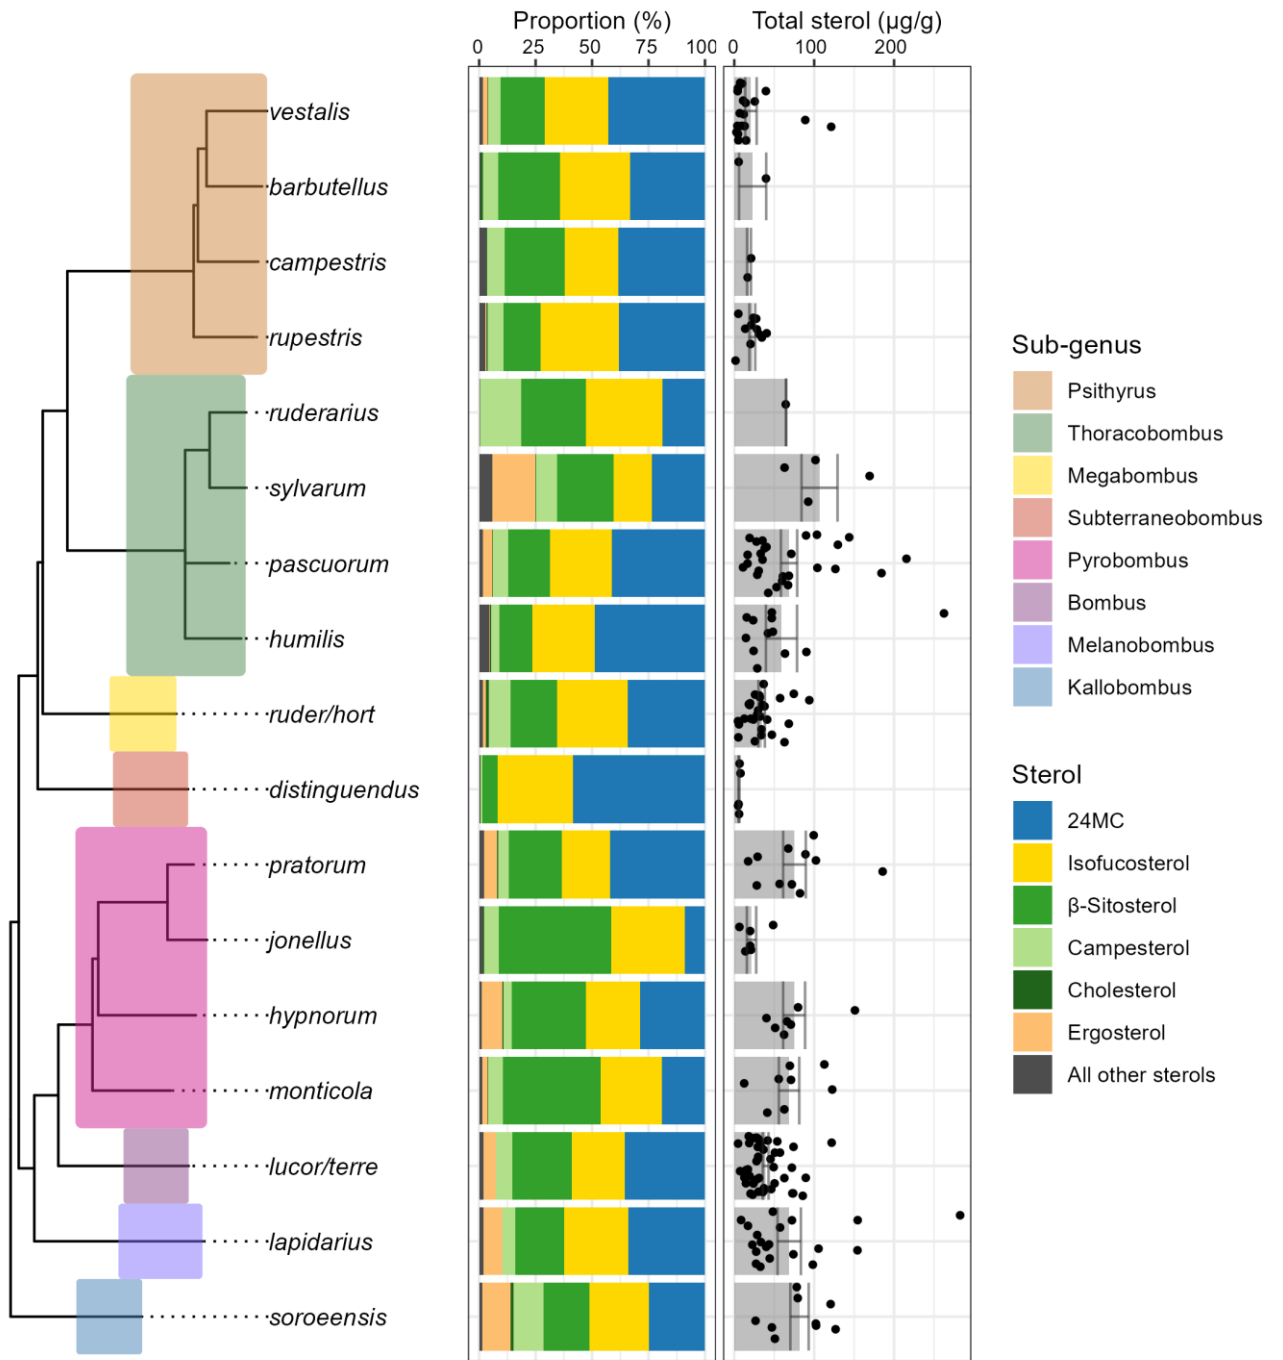 Proportion (%)
Total sterol (µg/g)
0 25 50 75 100
0 100 200
vestalis
barbutellus
campestris
rupestris
ruderarius
sylvarum
pascuorum
humilis
ruder/hort
distinguendus
pratorum
jonellus
hypnorum
monticola
lucor/terre
lapidarius
soroeensis
Sub-genus
Psithyrus
Thoracobombus
Megabombus
Subterraneobombus
Pyrobombus
Bombus
Melanobombus
Kallobombus
Sterol
24MC
Isofucosterol
β-Sitosterol
Campesterol
Cholesterol
Ergosterol
All other sterols